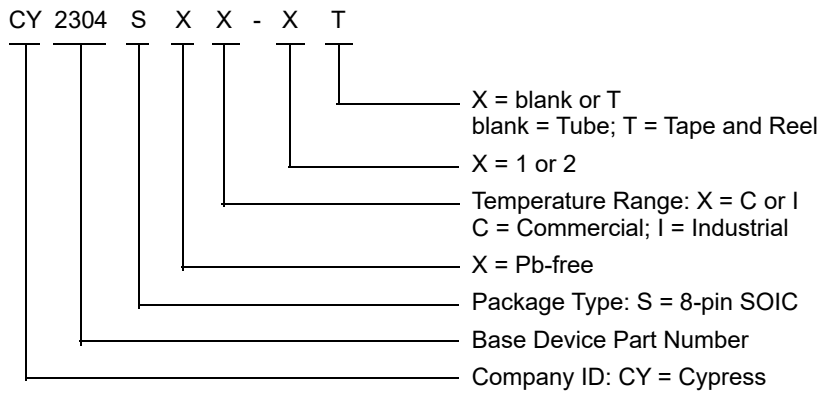 CY 2304 S X X - X T
X = blank or T
blank = Tube; T = Tape and Reel
X = 1 or 2
Temperature Range: X = C or I
C = Commercial; I = Industrial
X = Pb-free
Package Type: S = 8-pin SOIC
Base Device Part Number
Company ID: CY = Cypress